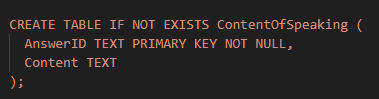 CREATE TABLE IF NOT EXISTS ContentOfSpeaking (
  AnswerID TEXT PRIMARY KEY NOT NULL,
  Content TEXT
);